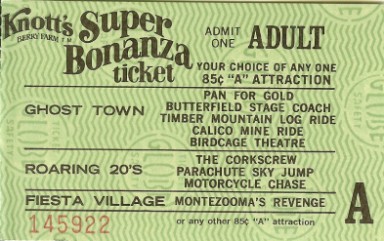 Knott's
BERRY FARM T.M.
Super
Bonanza
ticket
ADMIT
ONE ADULT
YOUR CHOICE OF ANY ONE
85¢ "A" ATTRACTION
GHOST TOWN
PAN FOR GOLD
BUTTERFIELD STAGE COACH
TIMBER MOUNTAIN LOG RIDE
CALICO MINE RIDE
BIRDCAGE THEATRE
ROARING 20'S
THE CORKSCREW
PARACHUTE SKY JUMP
MOTORCYCLE CHASE
FIESTA VILLAGE
MONTEZOOMA'S REVENGE
145922
or any other 85¢ "A" attraction
A